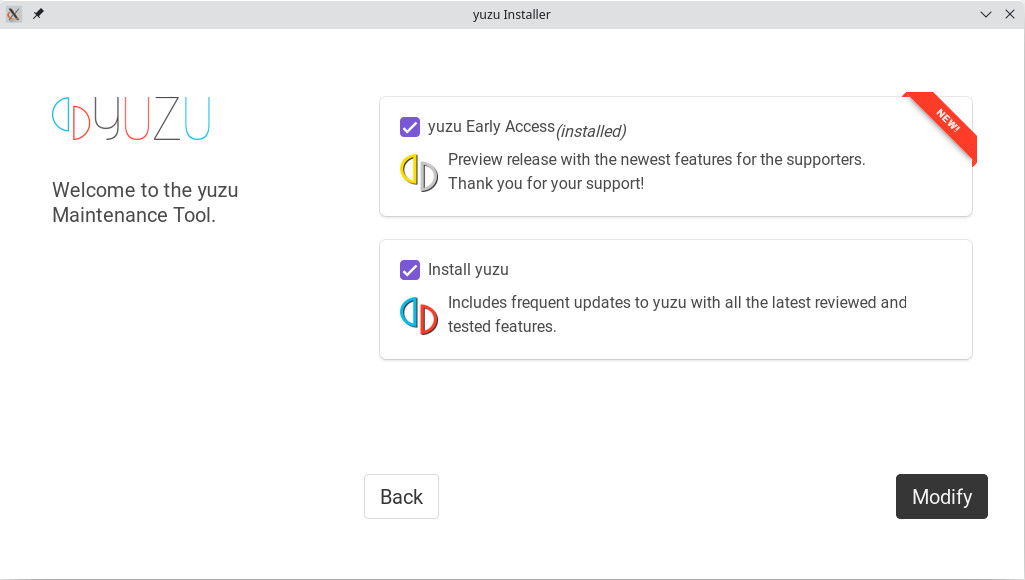 yuzu Installer
yuzu
Welcome to the yuzu
Maintenance Tool.
yuzu Early Access (installed)
NEW!
Preview release with the newest features for the supporters.
Thank you for your support!
Install yuzu
Includes frequent updates to yuzu with all the latest reviewed and
tested features.
Back
Modify